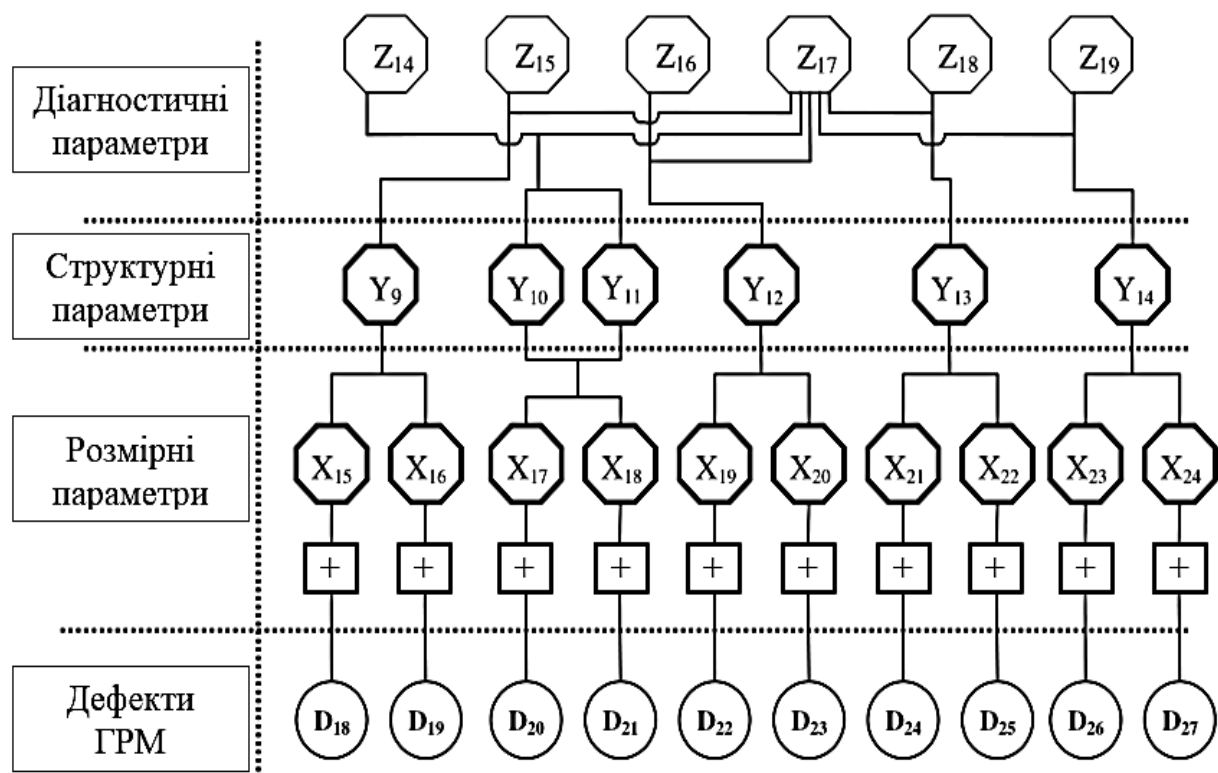 Z14 Z15 Z16 Z17 Z18 Z19
Діагностичні
параметри
Структурні
параметри
Y9 Y10 Y11 Y12 Y13 Y14
Розмірні
параметри
X15 X16 X17 X18 X19 X20 X21 X22 X23 X24
+ + + + + + + + + +
Дефекти
ГРМ
D18 D19 D20 D21 D22 D23 D24 D25 D26 D27